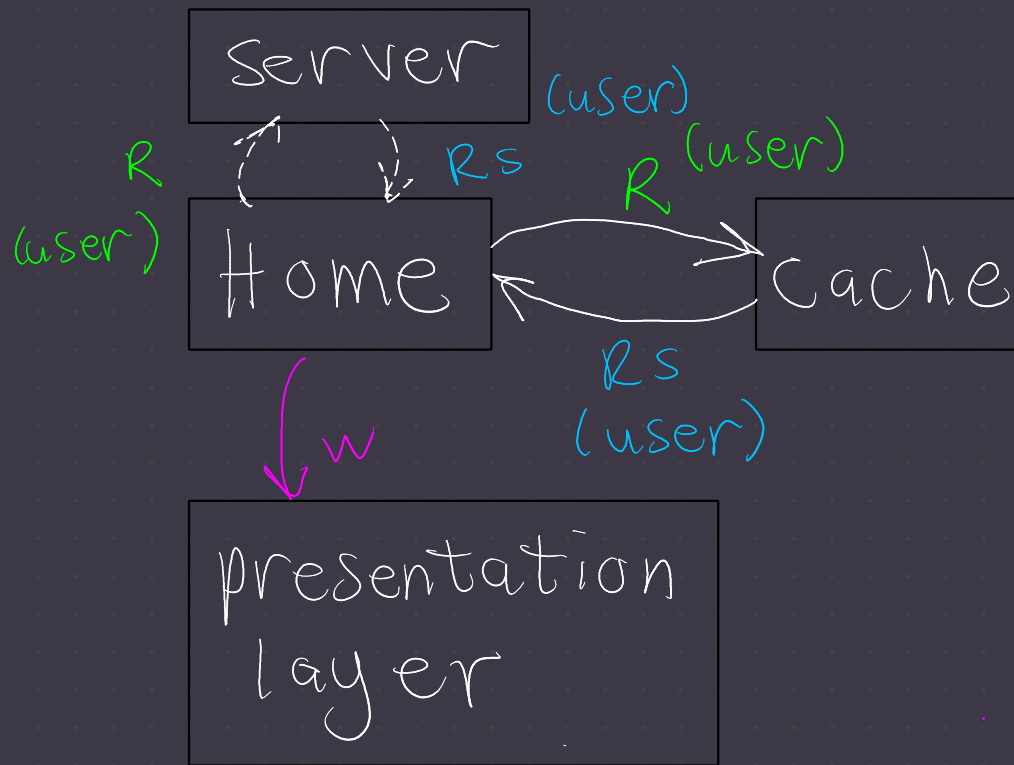 server
(user)
R
Rs
R
(user)
(user)
Home
cache
Rs
(user)
w
presentation
layer